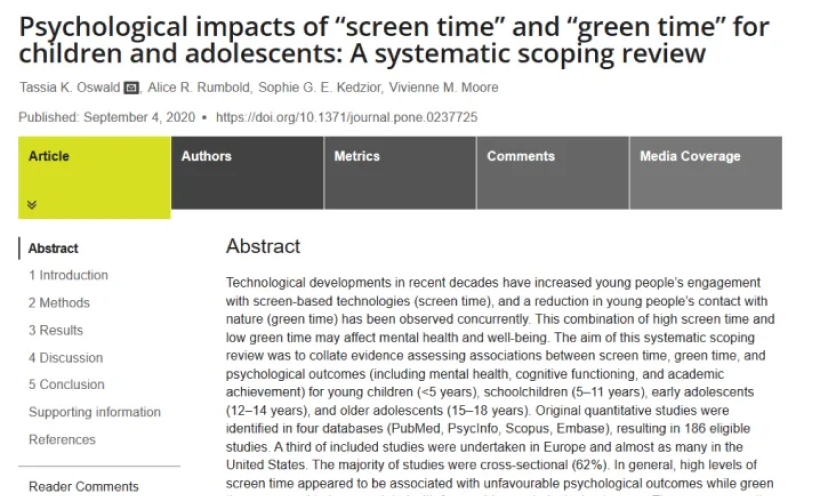 Psychological impacts of “screen time” and “green time” for
children and adolescents: A systematic scoping review
Tassia K. Oswald, Alice R. Rumbold, Sophie G. E. Kedzior, Vivienne M. Moore
Published: September 4, 2020 • https://doi.org/10.1371/journal.pone.0237725
Article
Authors
Metrics
Comments
Media Coverage
Abstract
1 Introduction
2 Methods
3 Results
4 Discussion
5 Conclusion
Supporting information
References
Reader Comments
Abstract
Technological developments in recent decades have increased young people’s engagement
with screen-based technologies (screen time), and a reduction in young people’s contact with
nature (green time) has been observed concurrently. This combination of high screen time and
low green time may affect mental health and well-being. The aim of this systematic scoping
review was to collate evidence assessing associations between screen time, green time, and
psychological outcomes (including mental health, cognitive functioning, and academic
achievement) for young children (<5 years), schoolchildren (5–11 years), early adolescents
(12–14 years), and older adolescents (15–18 years). Original quantitative studies were
identified in four databases (PubMed, PsycInfo, Scopus, Embase), resulting in 186 eligible
studies. A third of included studies were undertaken in Europe and almost as many in the
United States. The majority of studies were cross-sectional (62%). In general, high levels of
screen time appeared to be associated with unfavourable psychological outcomes while green